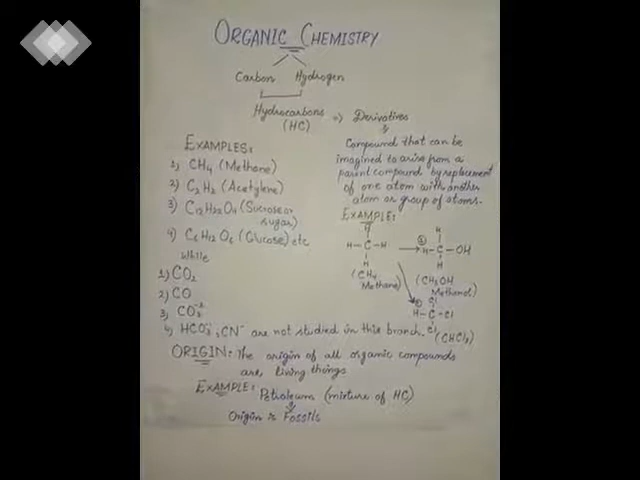 ORGANIC CHEMISTRY
Carbon Hydrogen
Hydrocarbons => Derivatives
(HC)
EXAMPLES:
1) CH4 (Methane)
2) C2H2 (Acetylene)
3) C12H22O11 (Sucrose or
sugar)
4) C6H12O6 (Glucose) etc
While
1) CO2
2) CO
3) CO3-2
4) HCO3-, CN- are not studied in this branch.
Compound that can be
imagined to arise from a
parent compound by replacement
of one atom with another
atom or group of atoms.
EXAMPLE:
H H
H-C-H → H-C-OH
H H
(CH4 Methane) (CH3OH Methanol)
Cl
H-C-Cl
Cl
(CHCl3)
ORIGIN: The origin of all organic compounds
are living things
EXAMPLE: Petroleum (mixture of HC)
Origin is Fossils